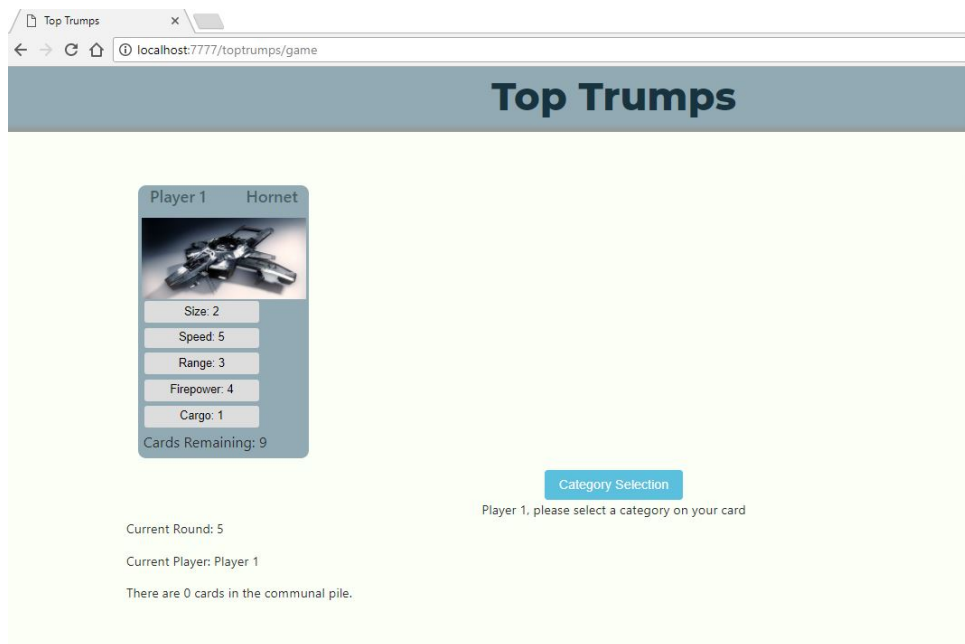 Top Trumps
localhost:7777/toptrumps/game
Top Trumps
Player 1 Hornet
Size: 2
Speed: 5
Range: 3
Firepower: 4
Cargo: 1
Cards Remaining: 9
Category Selection
Player 1, please select a category on your card
Current Round: 5
Current Player: Player 1
There are 0 cards in the communal pile.